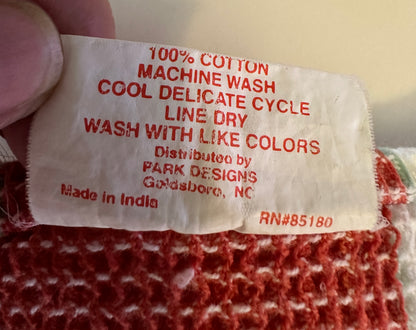 100% COTTON
MACHINE WASH
COOL DELICATE CYCLE
LINE DRY
WASH WITH LIKE COLORS
Distributed by
PARK DESIGNS
Goldsboro, NC
Made in India
RN#85180